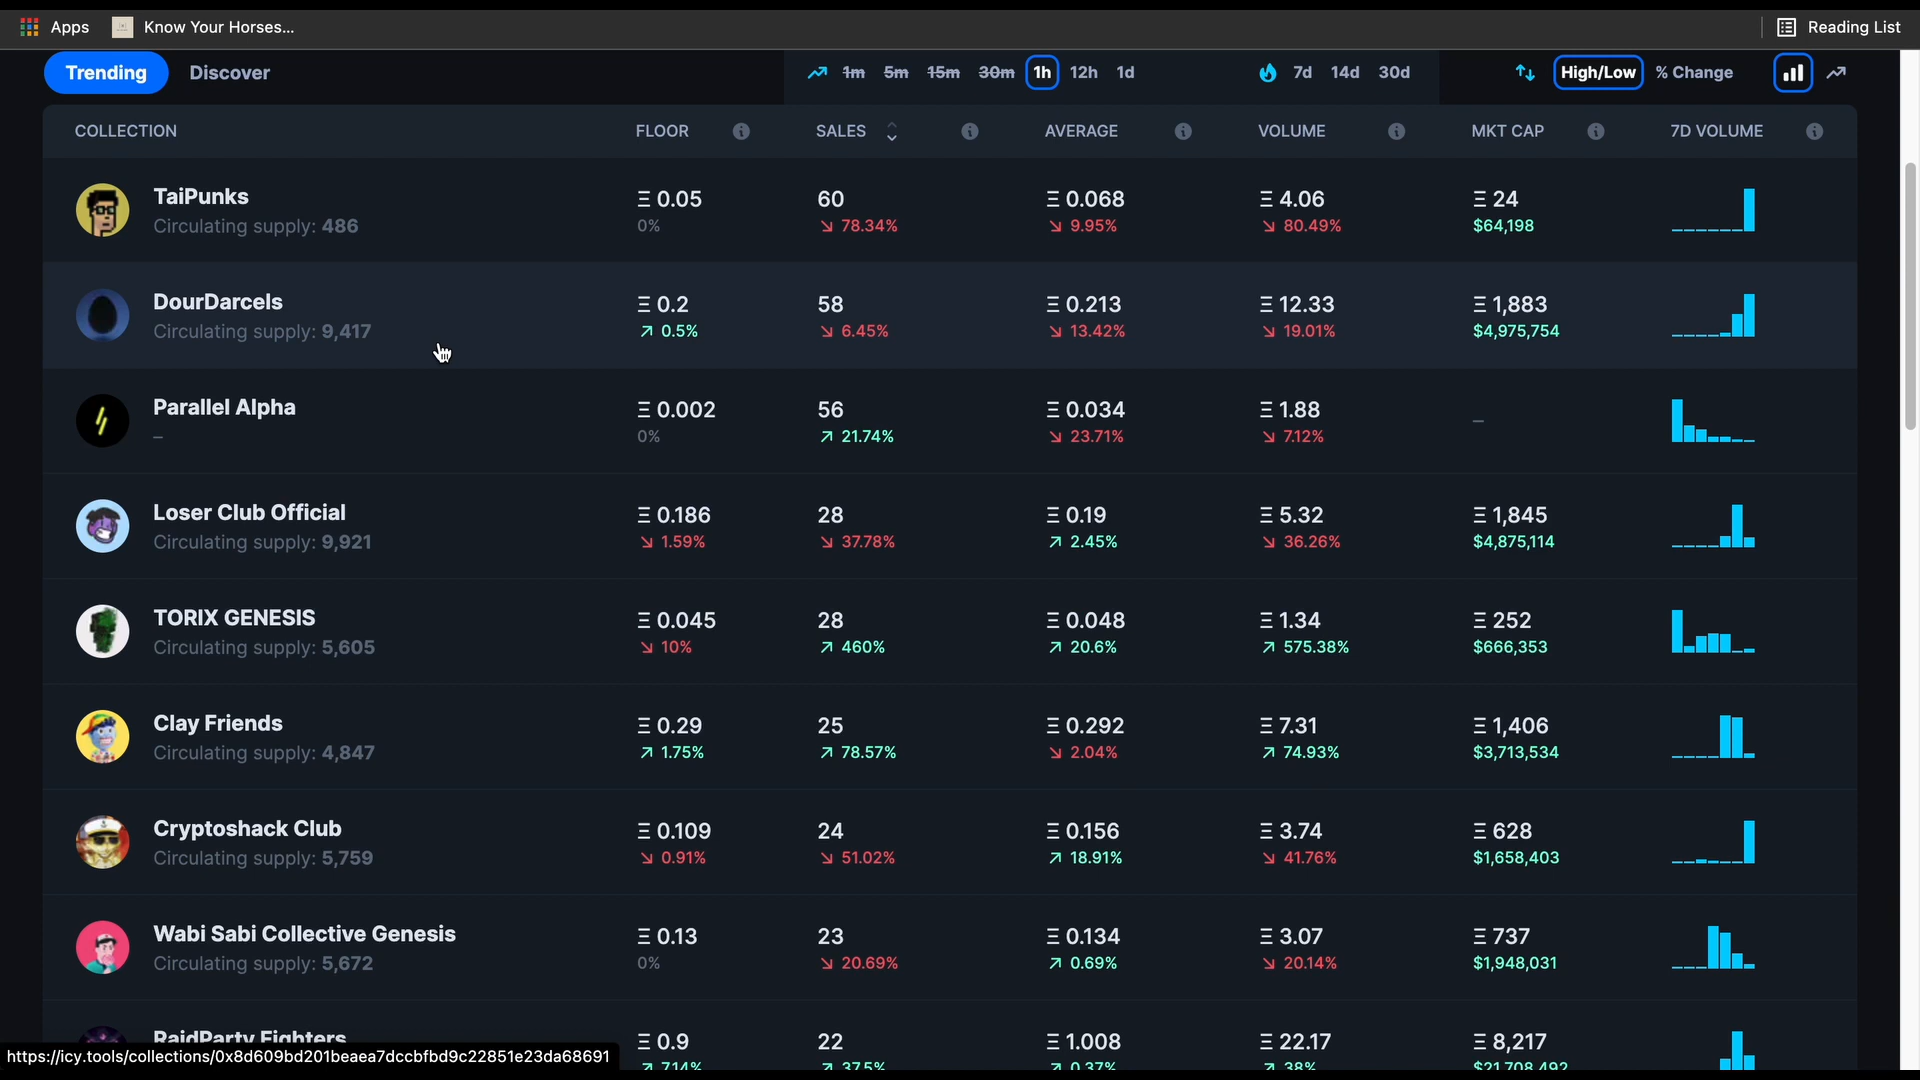 Apps Know Your Horses... Reading List
Trending Discover 1m 5m 15m 30m 1h 12h 1d 7d 14d 30d High/Low % Change
COLLECTION FLOOR SALES AVERAGE VOLUME MKT CAP 7D VOLUME
TaiPunks Ξ 0.05 60 Ξ 0.068 Ξ 4.06 Ξ 24
Circulating supply: 486 0% ↘ 78.34% ↘ 9.95% ↘ 80.49% $64,198
DourDarcels Ξ 0.2 58 Ξ 0.213 Ξ 12.33 Ξ 1,883
Circulating supply: 9,417 ↗ 0.5% ↘ 6.45% ↘ 13.42% ↘ 19.01% $4,975,754
Parallel Alpha Ξ 0.002 56 Ξ 0.034 Ξ 1.88 –
– 0% ↗ 21.74% ↘ 23.71% ↘ 7.12%
Loser Club Official Ξ 0.186 28 Ξ 0.19 Ξ 5.32 Ξ 1,845
Circulating supply: 9,921 ↘ 1.59% ↘ 37.78% ↗ 2.45% ↘ 36.26% $4,875,114
TORIX GENESIS Ξ 0.045 28 Ξ 0.048 Ξ 1.34 Ξ 252
Circulating supply: 5,605 ↘ 10% ↗ 460% ↗ 20.6% ↗ 575.38% $666,353
Clay Friends Ξ 0.29 25 Ξ 0.292 Ξ 7.31 Ξ 1,406
Circulating supply: 4,847 ↗ 1.75% ↗ 78.57% ↘ 2.04% ↗ 74.93% $3,713,534
Cryptoshack Club Ξ 0.109 24 Ξ 0.156 Ξ 3.74 Ξ 628
Circulating supply: 5,759 ↘ 0.91% ↘ 51.02% ↗ 18.91% ↘ 41.76% $1,658,403
Wabi Sabi Collective Genesis Ξ 0.13 23 Ξ 0.134 Ξ 3.07 Ξ 737
Circulating supply: 5,672 0% ↘ 20.69% ↗ 0.69% ↘ 20.14% $1,948,031
RaidParty Fighters Ξ 0.9 22 Ξ 1.008 Ξ 22.17 Ξ 8,217
https://icy.tools/collections/0x8d609bd201beaea7dccbfbd9c22851e23da68691 ↗ 7.14% ↗ 37.5% ↗ 0.37% ↗ 38% $21,708,492